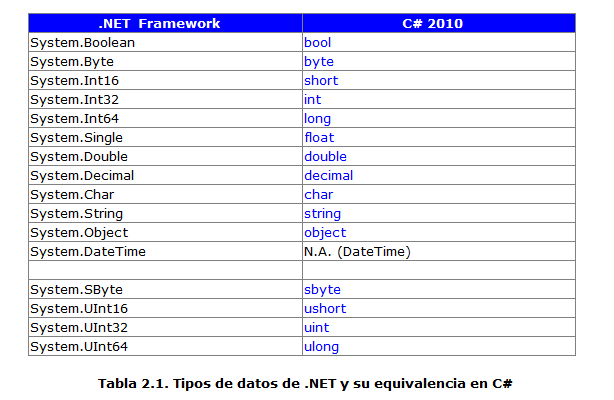 .NET Framework C# 2010
System.Boolean bool
System.Byte byte
System.Int16 short
System.Int32 int
System.Int64 long
System.Single float
System.Double double
System.Decimal decimal
System.Char char
System.String string
System.Object object
System.DateTime N.A. (DateTime)
System.SByte sbyte
System.UInt16 ushort
System.UInt32 uint
System.UInt64 ulong
Tabla 2.1. Tipos de datos de .NET y su equivalencia en C#